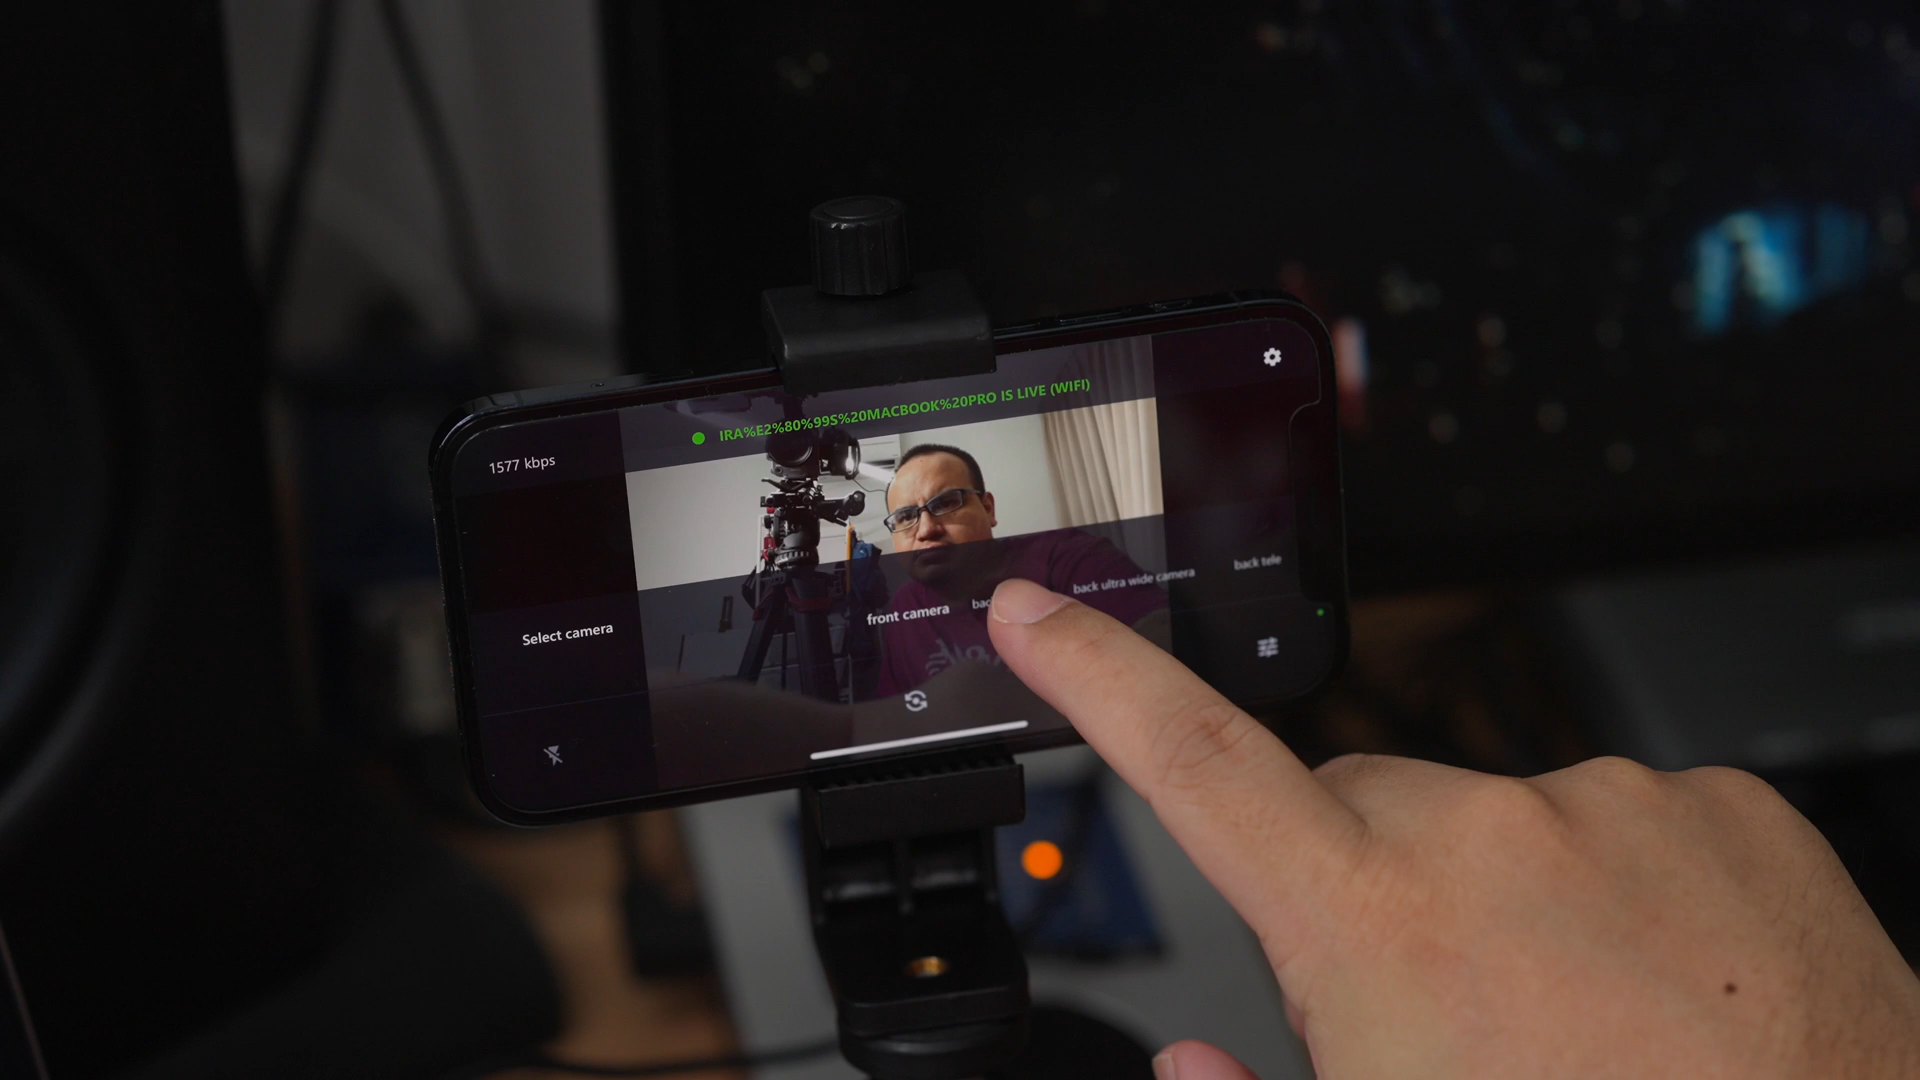 IRA%E2%80%99S%20MACBOOK%20PRO IS LIVE (WIFI)
1577 kbps
Select camera
front camera
back ultra wide camera
back tele